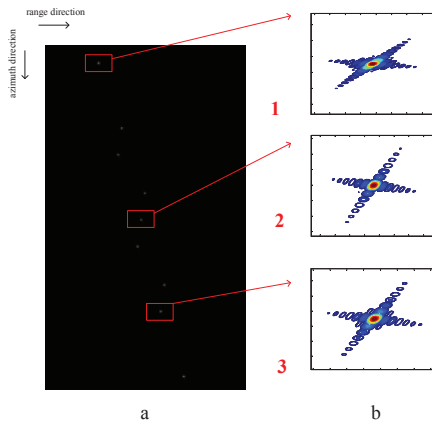 range direction
azimuth direction
1
2
3
a
b